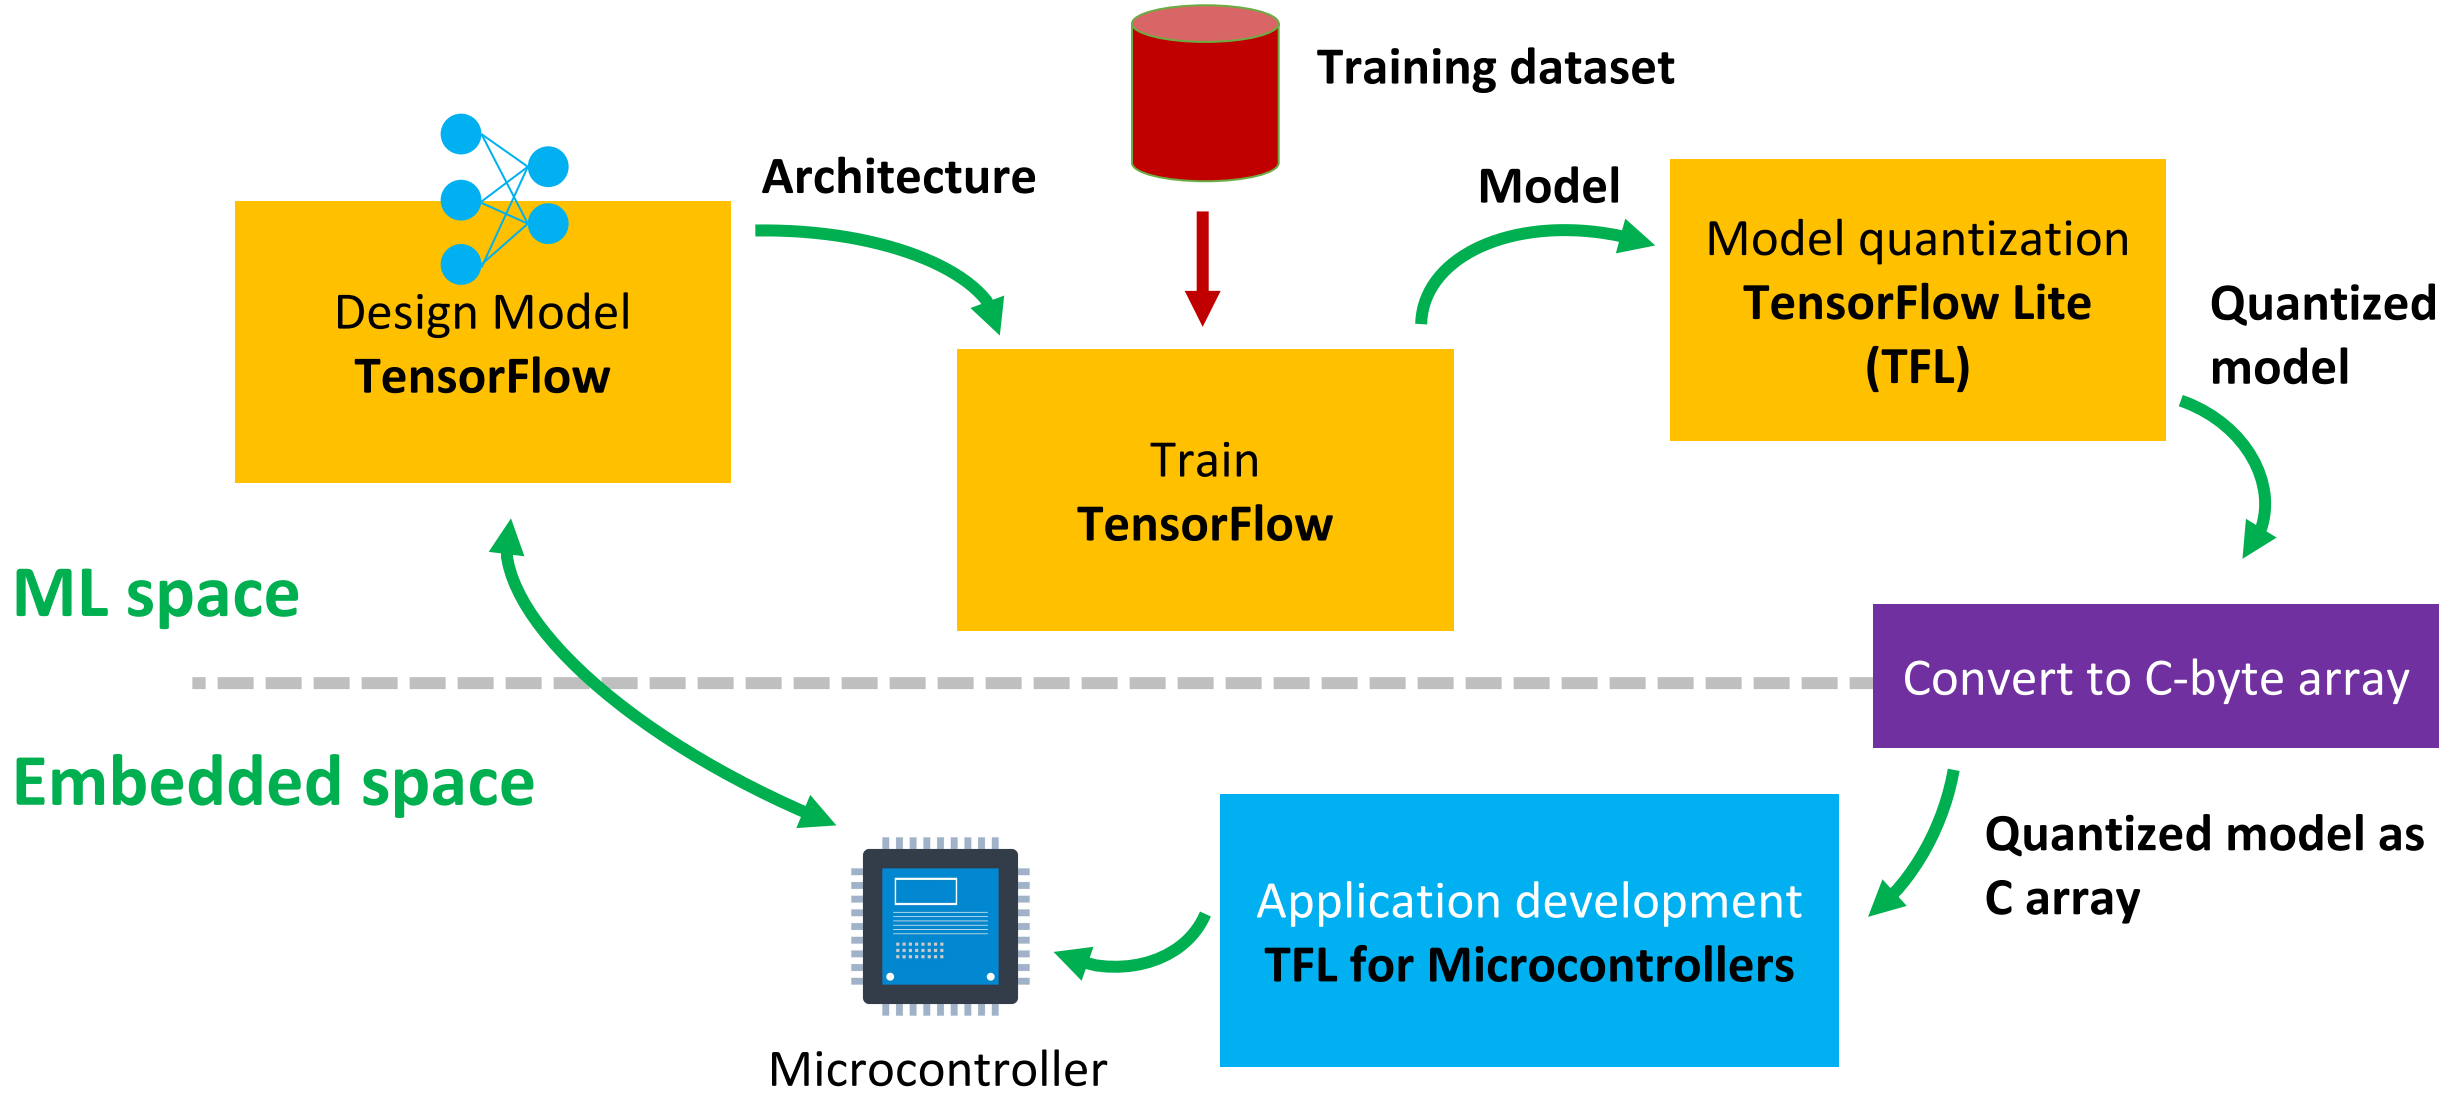 Training dataset
Architecture
Model
Design Model
TensorFlow
Train
TensorFlow
Model quantization
TensorFlow Lite
(TFL)
Quantized
model
ML space
Convert to C-byte array
Embedded space
Quantized model as
C array
Application development
TFL for Microcontrollers
Microcontroller